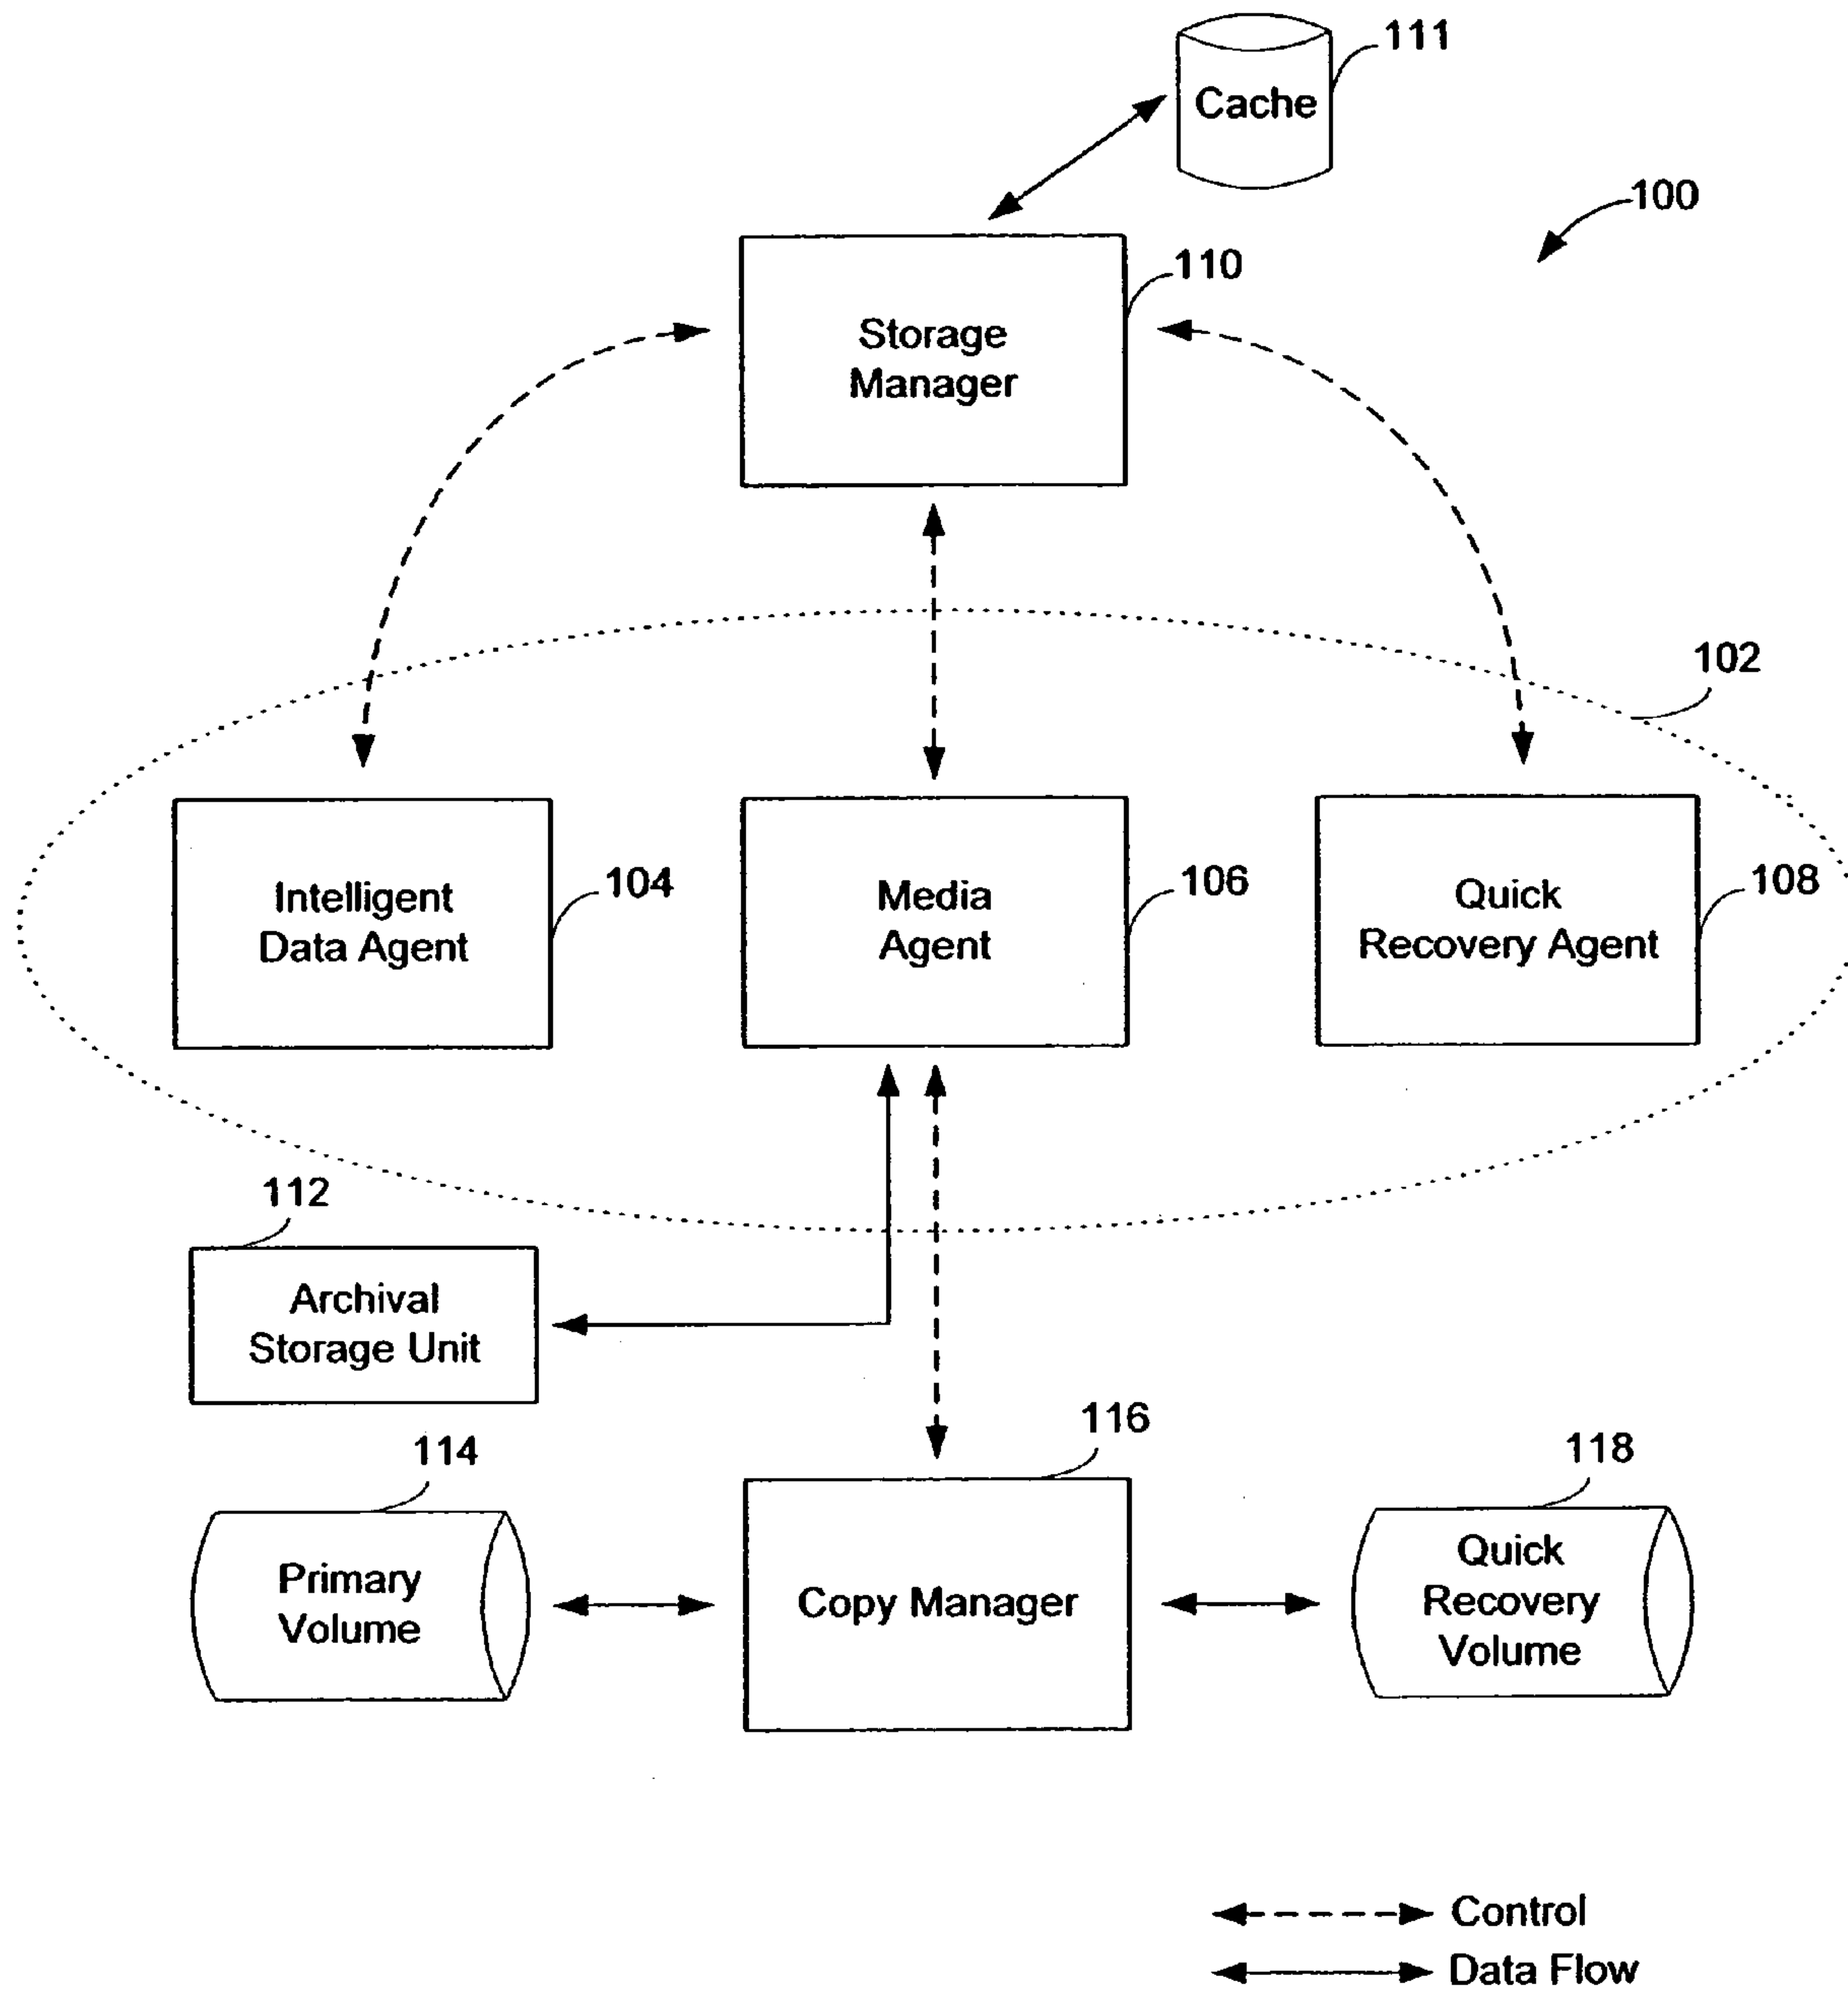 111
Cache
100
110
Storage
Manager
102
Intelligent
Data Agent
104
Media
Agent
106
Quick
Recovery Agent
108
112
Archival
Storage Unit
114
Primary
Volume
116
Copy Manager
118
Quick
Recovery
Volume
Control
Data Flow